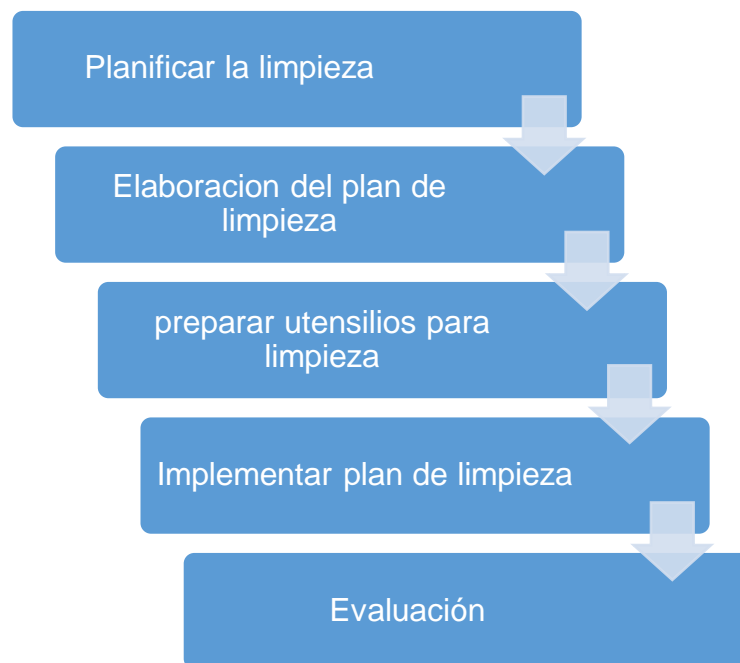 Planificar la limpieza
Elaboracion del plan de
limpieza
preparar utensilios para
limpieza
Implementar plan de limpieza
Evaluación